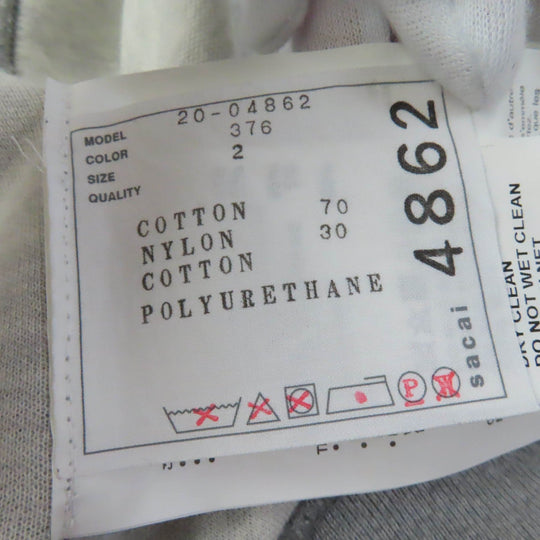 MODEL 20-04862
COLOR 376
SIZE 2
QUALITY
COTTON 70
NYLON 30
COTTON
POLYURETHANE
4862
sacai
P
W
DRY CLEAN
DO NOT WET CLEAN